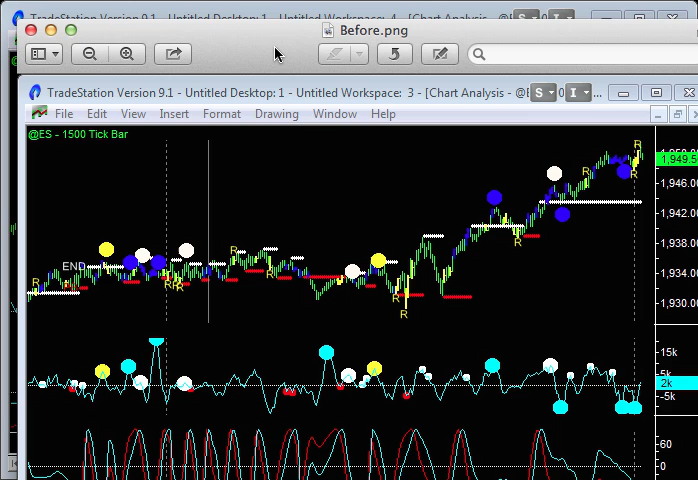 TradeStation Version 9.1 - Untitled Desktop: 1 - Untitled Workspace: 4 - [Chart Analysis - @ES
Before.png
TradeStation Version 9.1 - Untitled Desktop: 1 - Untitled Workspace: 3 - [Chart Analysis - @E S I ...
File Edit View Insert Format Drawing Window Help
@ES - 1500 Tick Bar
R
1,949.5
R R
1,946.00
1,942.00
R
1,938.00
END R
1,934.00
R R R R
R
1,930.00
R
15k
5k
2k
-5k
60
0